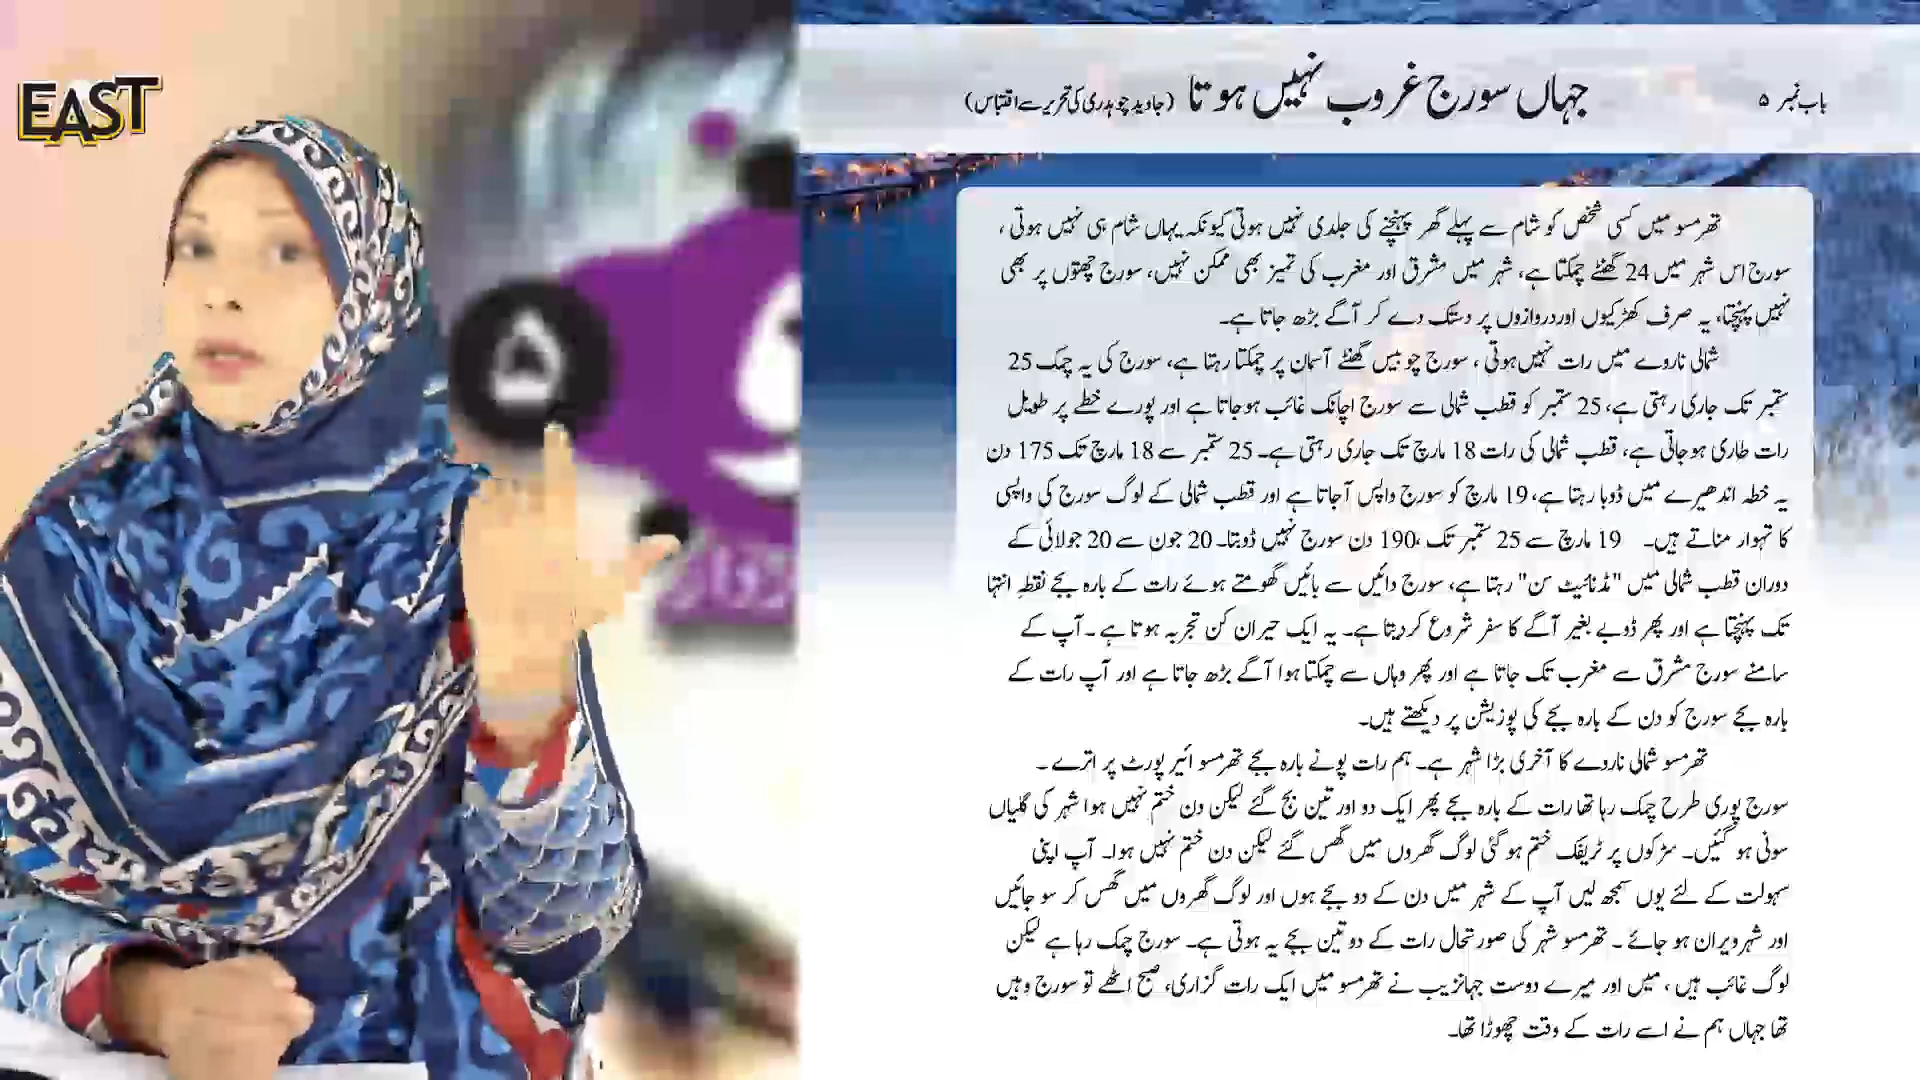 EAST
باب نمبر ۵
جہاں سورج غروب نہیں ہوتا (جاوید چوہدری کی تحریر سے اقتباس)
۵
تھرمسو میں کسی شخص کو شام سے پہلے گھر پہنچنے کی جلدی نہیں ہوتی کیونکہ یہاں شام ہی نہیں ہوتی ،
سورج اس شہر میں 24 گھنٹے چمکتا ہے، شہر میں مشرق اور مغرب کی تمیز بھی ممکن نہیں، سورج چھتوں پر بھی
نہیں پہنچتا، یہ صرف کھڑکیوں اور دروازوں پر دستک دے کر آگے بڑھ جاتا ہے۔
شمالی ناروے میں رات نہیں ہوتی ، سورج چوبیس گھنٹے آسمان پر چمکتا رہتا ہے، سورج کی یہ چمک 25
ستمبر تک جاری رہتی ہے، 25 ستمبر کو قطب شمالی سے سورج اچانک غائب ہو جاتا ہے اور پورے خطے پر طویل
رات طاری ہو جاتی ہے، قطب شمالی کی رات 18 مارچ تک جاری رہتی ہے۔ 25 ستمبر سے 18 مارچ تک 175 دن
یہ خطہ اندھیرے میں ڈوبا رہتا ہے، 19 مارچ کو سورج واپس آ جاتا ہے اور قطب شمالی کے لوگ سورج کی واپسی
کا تہوار مناتے ہیں۔ 19 مارچ سے 25 ستمبر تک ،190 دن سورج نہیں ڈوبتا۔ 20 جون سے 20 جولائی کے
دوران قطب شمالی میں "مڈنائیٹ سن" رہتا ہے، سورج دائیں سے بائیں گھومتے ہوئے رات کے بارہ بجے نقطہ انتہا
تک پہنچتا ہے اور پھر ڈوبے بغیر آگے کا سفر شروع کر دیتا ہے۔ یہ ایک حیران کن تجربہ ہوتا ہے ۔ آپ کے
سامنے سورج مشرق سے مغرب تک جاتا ہے اور پھر وہاں سے چمکتا ہوا آگے بڑھ جاتا ہے اور آپ رات کے
بارہ بجے سورج کو دن کے بارہ بجے کی پوزیشن پر دیکھتے ہیں۔
تھرمسو شمالی ناروے کا آخری بڑا شہر ہے۔ ہم رات پونے بارہ بجے تھرمسو ائیر پورٹ پر اترے ۔
سورج پوری طرح چمک رہا تھا رات کے بارہ بجے پھر ایک دو اور تین بج گئے لیکن دن ختم نہیں ہوا شہر کی گلیاں
سونی ہو گئیں۔ سڑکوں پر ٹریفک ختم ہو گئی لوگ گھروں میں گھس گئے لیکن دن ختم نہیں ہوا۔ آپ اپنی
سہولت کے لئے یوں سمجھ لیں آپ کے شہر میں دن کے دو بجے ہوں اور لوگ گھروں میں گھس کر سو جائیں
اور شہر ویران ہو جائے ۔ تھرمسو شہر کی صورتحال رات کے دو تین بجے یہ ہوتی ہے۔ سورج چمک رہا ہے لیکن
لوگ غائب ہیں ، میں اور میرے دوست جہانزیب نے تھرمسو میں ایک رات گزاری، صبح اٹھے تو سورج وہیں
تھا جہاں ہم نے اسے رات کے وقت چھوڑا تھا۔